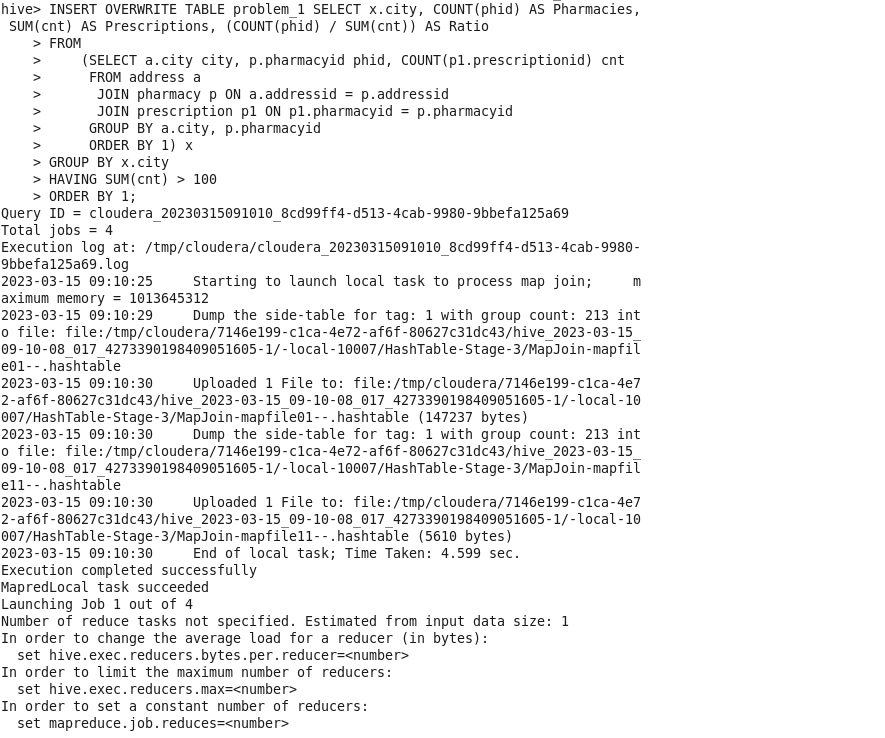 hive> INSERT OVERWRITE TABLE problem_1 SELECT x.city, COUNT(phid) AS Pharmacies,
 SUM(cnt) AS Prescriptions, (COUNT(phid) / SUM(cnt)) AS Ratio
    > FROM
    >     (SELECT a.city city, p.pharmacyid phid, COUNT(p1.prescriptionid) cnt
    >      FROM address a
    >       JOIN pharmacy p ON a.addressid = p.addressid
    >       JOIN prescription p1 ON p1.pharmacyid = p.pharmacyid
    >      GROUP BY a.city, p.pharmacyid
    >      ORDER BY 1) x
    > GROUP BY x.city
    > HAVING SUM(cnt) > 100
    > ORDER BY 1;
Query ID = cloudera_20230315091010_8cd99ff4-d513-4cab-9980-9bbefa125a69
Total jobs = 4
Execution log at: /tmp/cloudera/cloudera_20230315091010_8cd99ff4-d513-4cab-9980-
9bbefa125a69.log
2023-03-15 09:10:25     Starting to launch local task to process map join;     m
aximum memory = 1013645312
2023-03-15 09:10:29     Dump the side-table for tag: 1 with group count: 213 int
o file: file:/tmp/cloudera/7146e199-c1ca-4e72-af6f-80627c31dc43/hive_2023-03-15_
09-10-08_017_4273390198409051605-1/-local-10007/HashTable-Stage-3/MapJoin-mapfil
e01--.hashtable
2023-03-15 09:10:30     Uploaded 1 File to: file:/tmp/cloudera/7146e199-c1ca-4e7
2-af6f-80627c31dc43/hive_2023-03-15_09-10-08_017_4273390198409051605-1/-local-10
007/HashTable-Stage-3/MapJoin-mapfile01--.hashtable (147237 bytes)
2023-03-15 09:10:30     Dump the side-table for tag: 1 with group count: 213 int
o file: file:/tmp/cloudera/7146e199-c1ca-4e72-af6f-80627c31dc43/hive_2023-03-15_
09-10-08_017_4273390198409051605-1/-local-10007/HashTable-Stage-3/MapJoin-mapfil
e11--.hashtable
2023-03-15 09:10:30     Uploaded 1 File to: file:/tmp/cloudera/7146e199-c1ca-4e7
2-af6f-80627c31dc43/hive_2023-03-15_09-10-08_017_4273390198409051605-1/-local-10
007/HashTable-Stage-3/MapJoin-mapfile11--.hashtable (5610 bytes)
2023-03-15 09:10:30     End of local task; Time Taken: 4.599 sec.
Execution completed successfully
MapredLocal task succeeded
Launching Job 1 out of 4
Number of reduce tasks not specified. Estimated from input data size: 1
In order to change the average load for a reducer (in bytes):
  set hive.exec.reducers.bytes.per.reducer=<number>
In order to limit the maximum number of reducers:
  set hive.exec.reducers.max=<number>
In order to set a constant number of reducers:
  set mapreduce.job.reduces=<number>